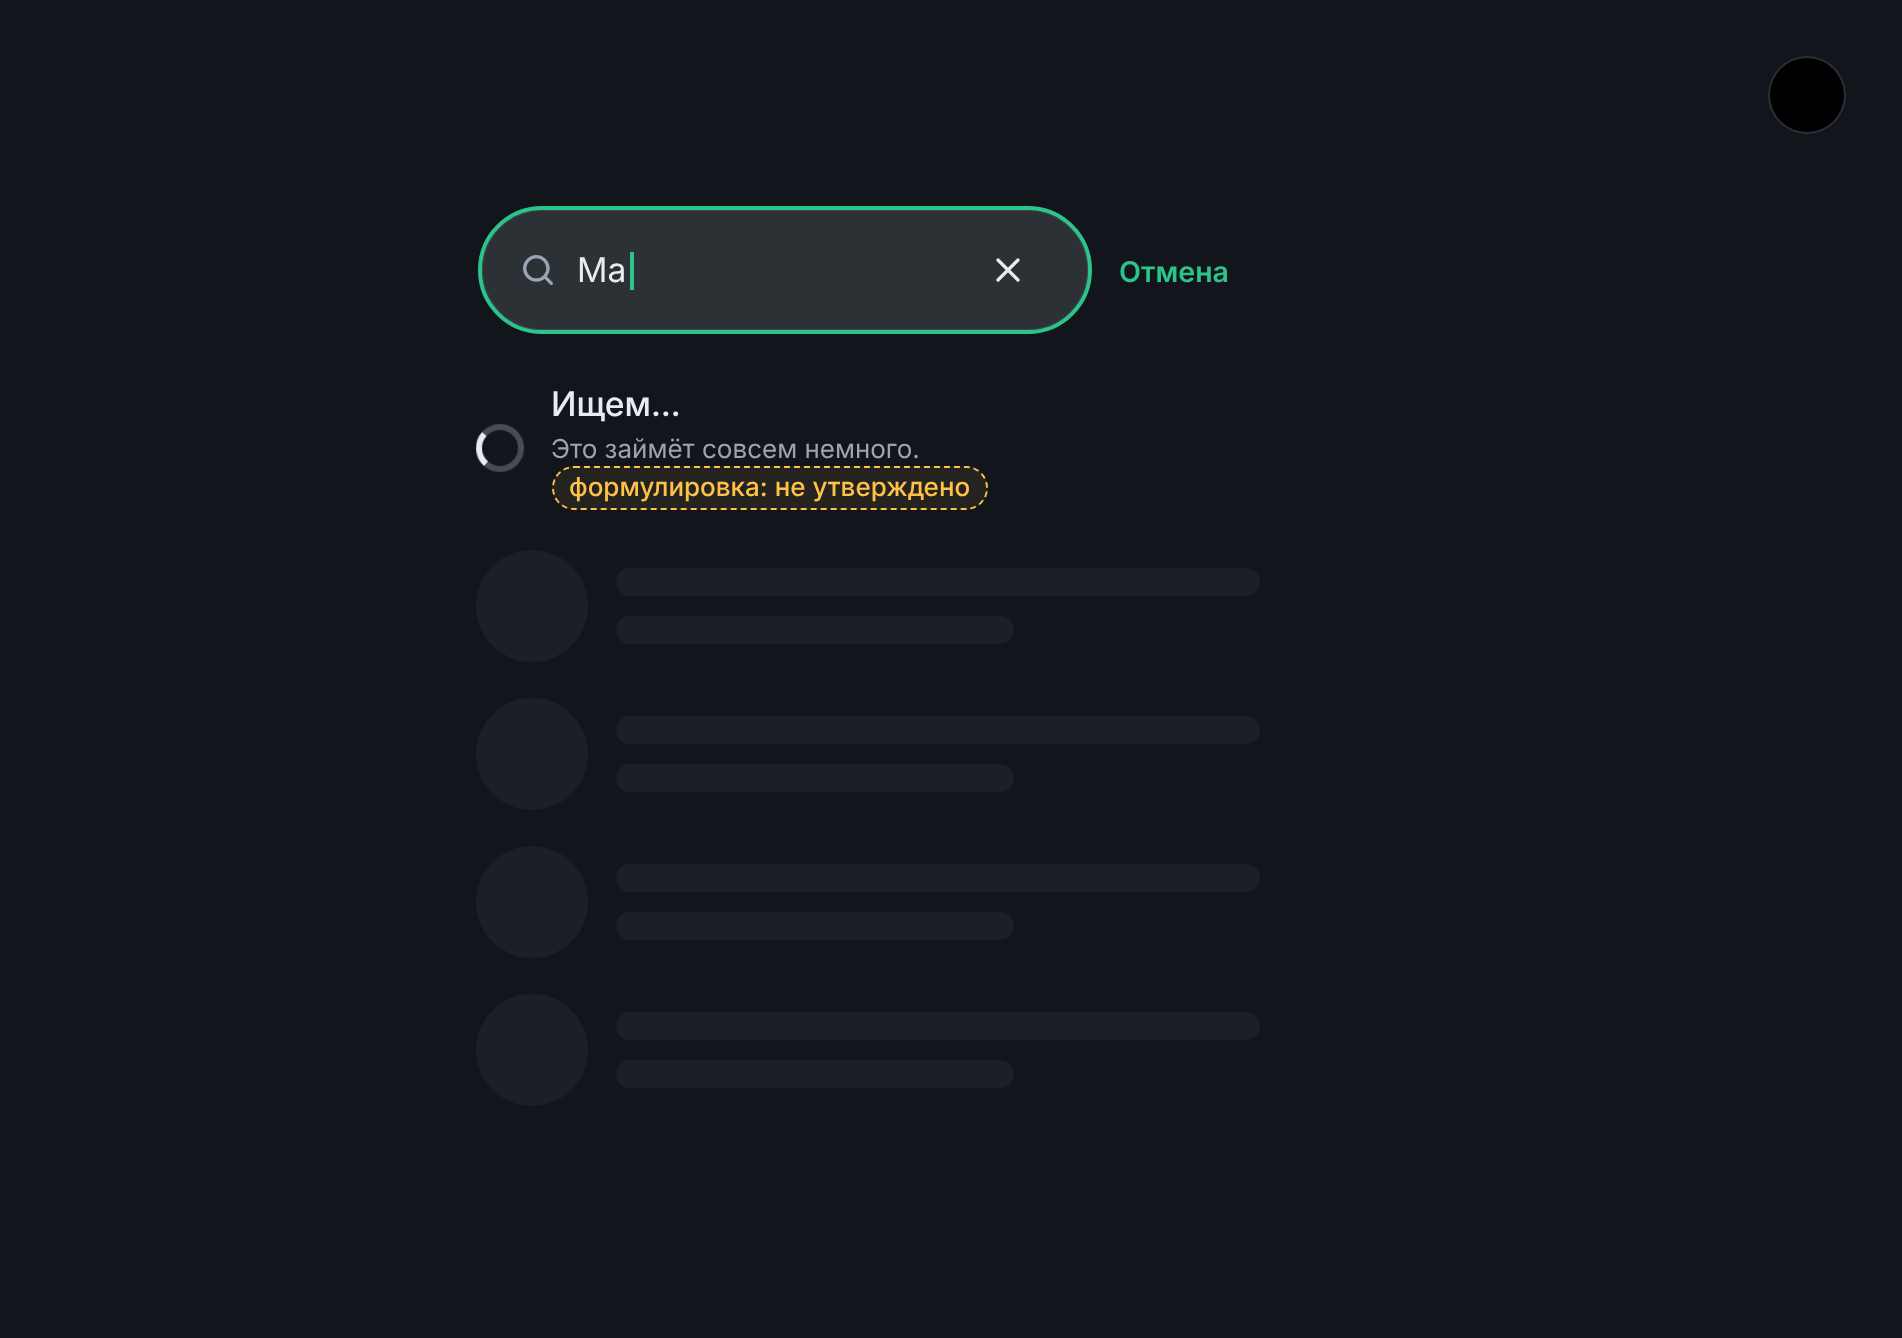 Ма
Отмена
Ищем...
Это займёт совсем немного.
формулировка: не утверждено